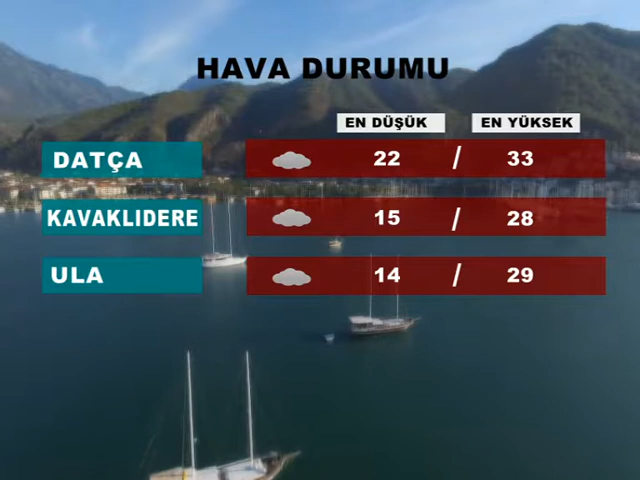 HAVA DURUMU
EN DÜŞÜK EN YÜKSEK
DATÇA 22 / 33
KAVAKLIDERE 15 / 28
ULA 14 / 29